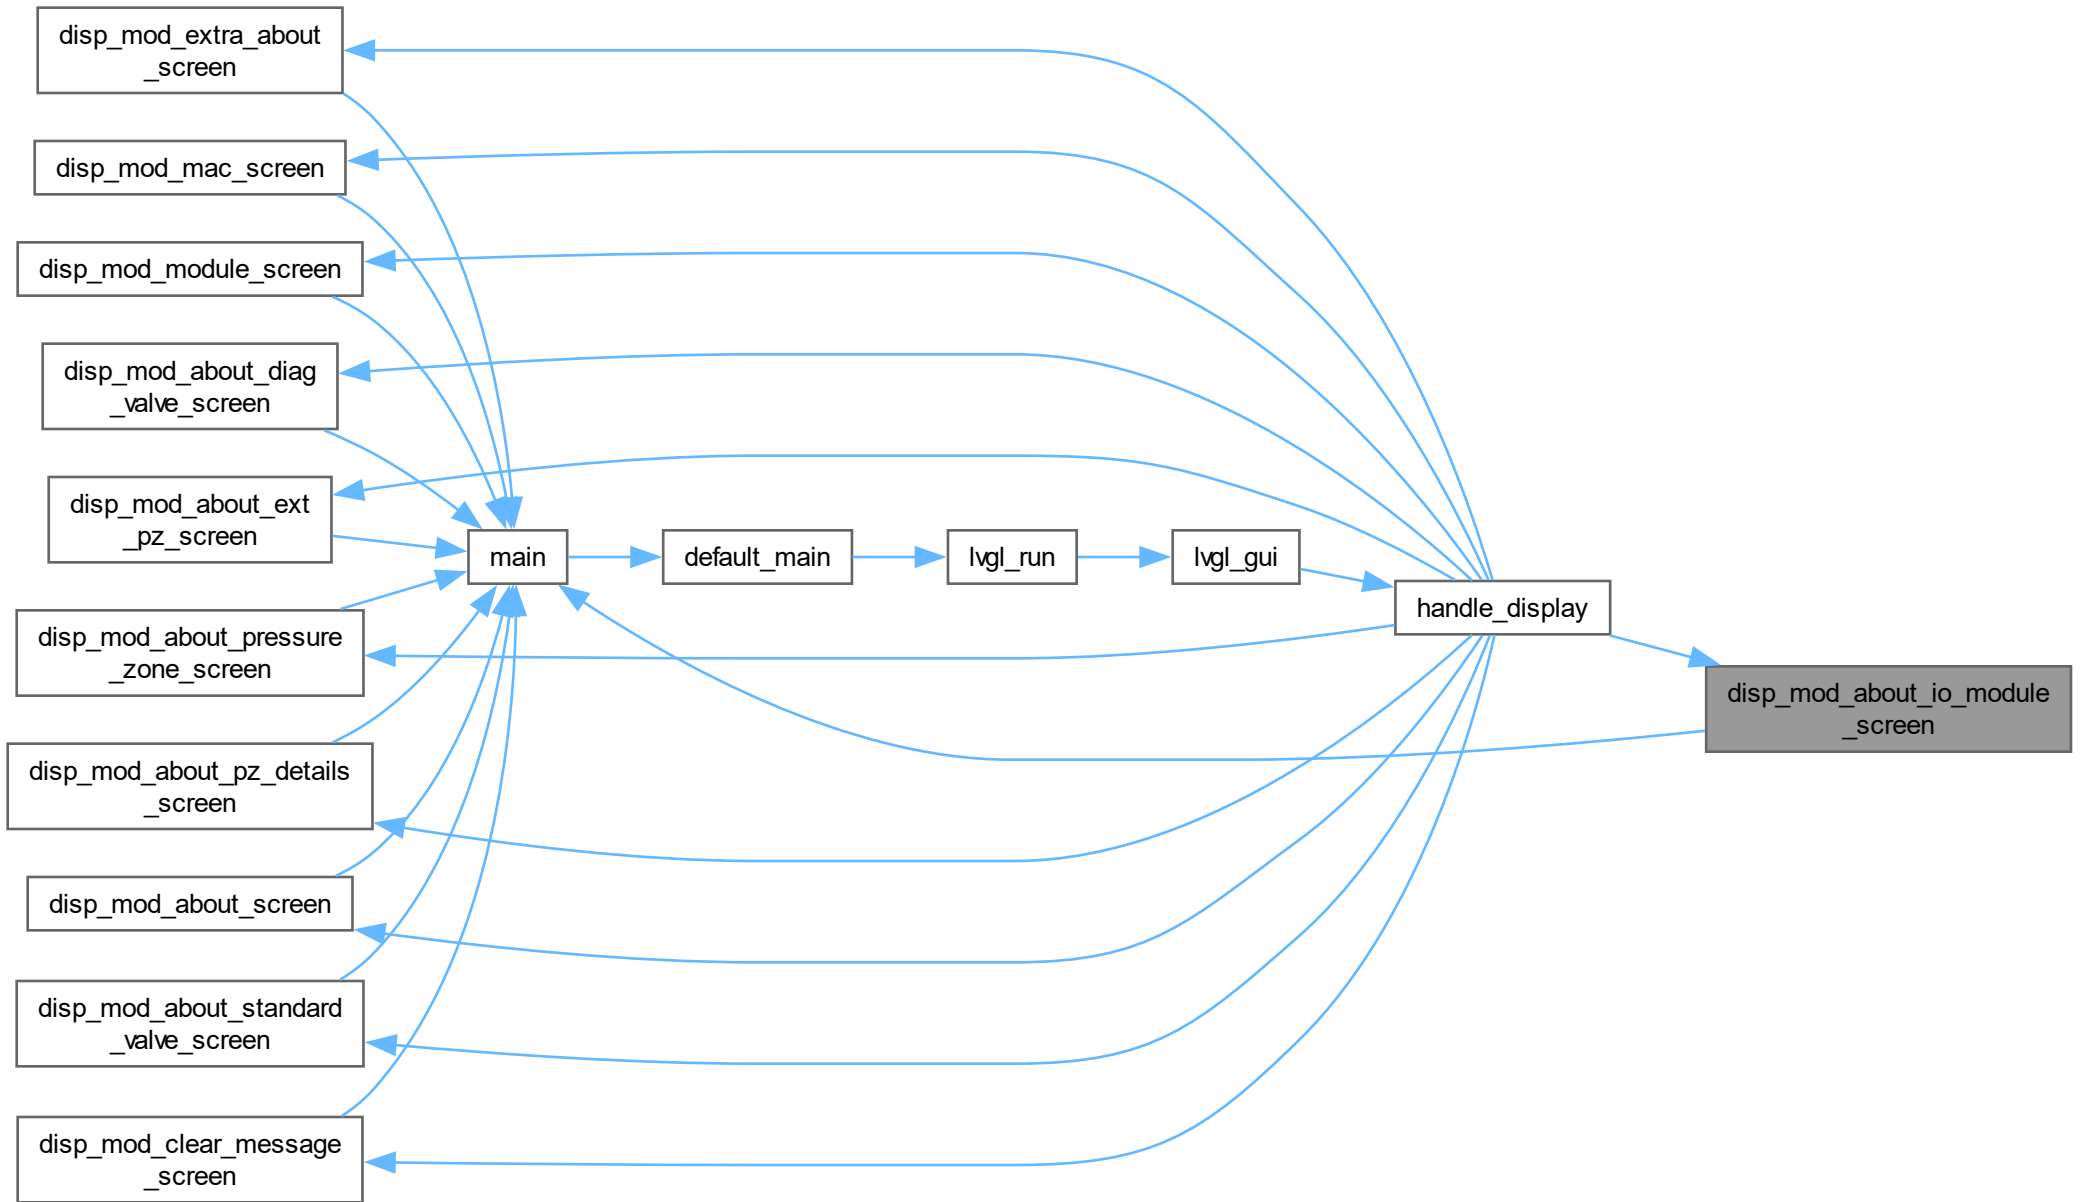 disp_mod_extra_about
_screen
disp_mod_mac_screen
disp_mod_module_screen
disp_mod_about_diag
_valve_screen
disp_mod_about_ext
_pz_screen
disp_mod_about_pressure
_zone_screen
disp_mod_about_pz_details
_screen
disp_mod_about_screen
disp_mod_about_standard
_valve_screen
disp_mod_clear_message
_screen
main
default_main
lvgl_run
lvgl_gui
handle_display
disp_mod_about_io_module
_screen